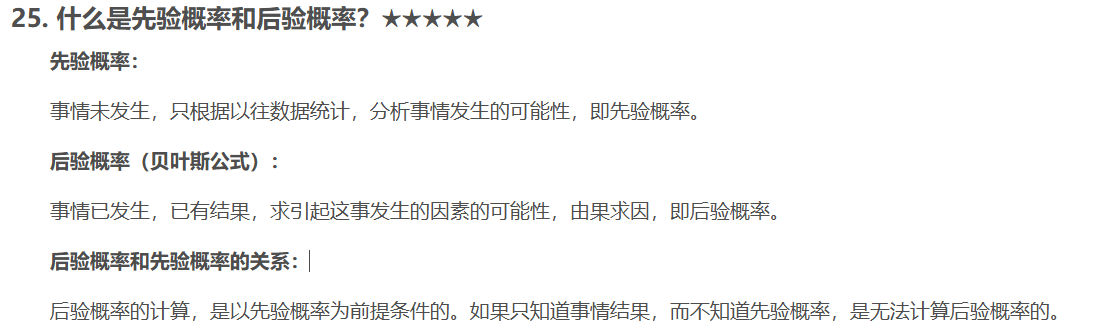 25. 什么是先验概率和后验概率？★★★★★
先验概率：
事情未发生，只根据以往数据统计，分析事情发生的可能性，即先验概率。
后验概率（贝叶斯公式）：
事情已发生，已有结果，求引起这事发生的因素的可能性，由果求因，即后验概率。
后验概率和先验概率的关系：
后验概率的计算，是以先验概率为前提条件的。如果只知道事情结果，而不知道先验概率，是无法计算后验概率的。